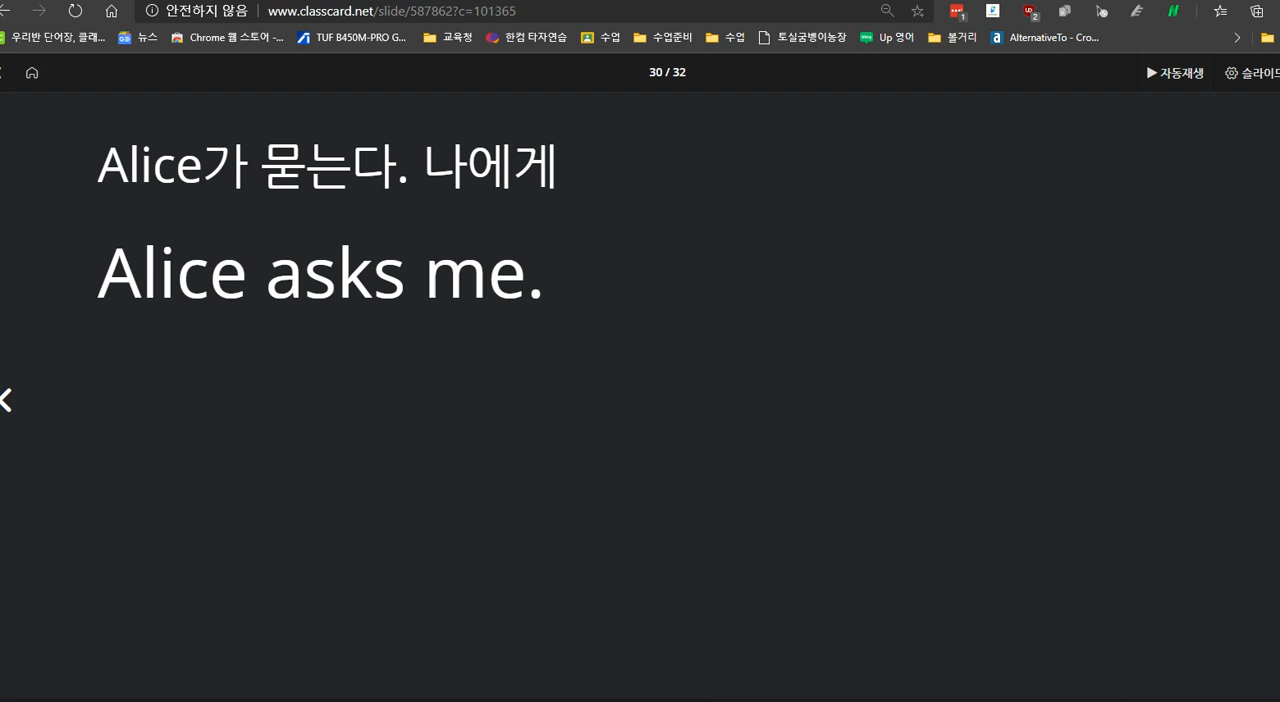 안전하지 않음 www.classcard.net/slide/587862?c=101365
우리반 단어장, 클래... 뉴스 Chrome 웹 스토어 -... TUF B450M-PRO G... 교육청 한컴 타자연습 수업 수업준비 수업 토실굼벵이농장 Up 영어 볼거리 AlternativeTo - Cro...
30 / 32 자동재생 슬라이드
Alice가 묻는다. 나에게
Alice asks me.